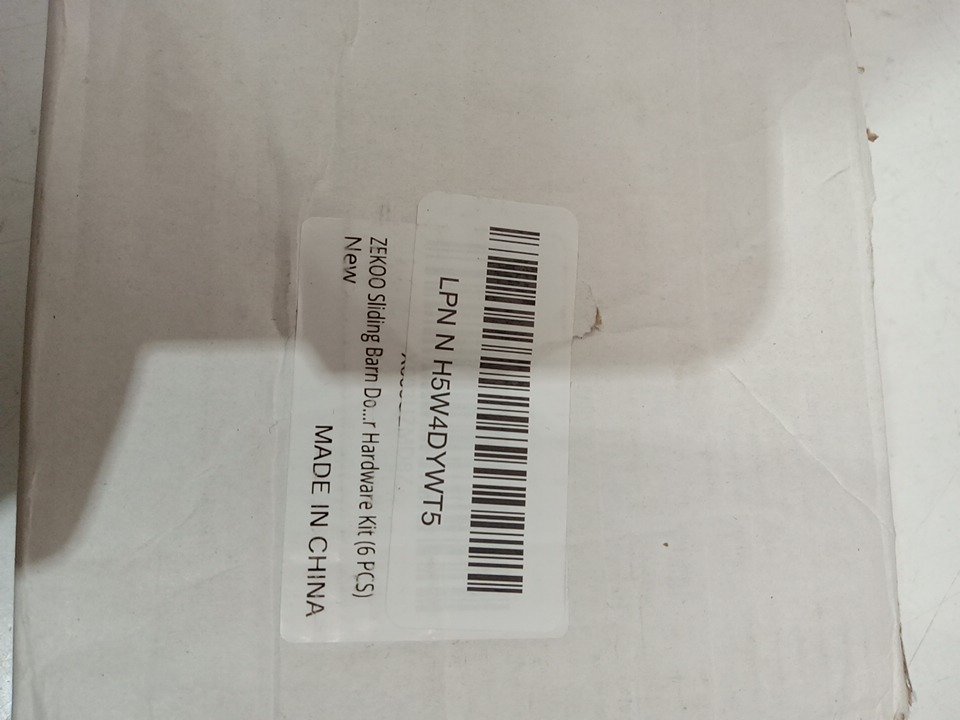 LPN N H5W4DYWT5
ZEKOO Sliding Barn Do...r Hardware Kit (6 PCS)
New
MADE IN CHINA